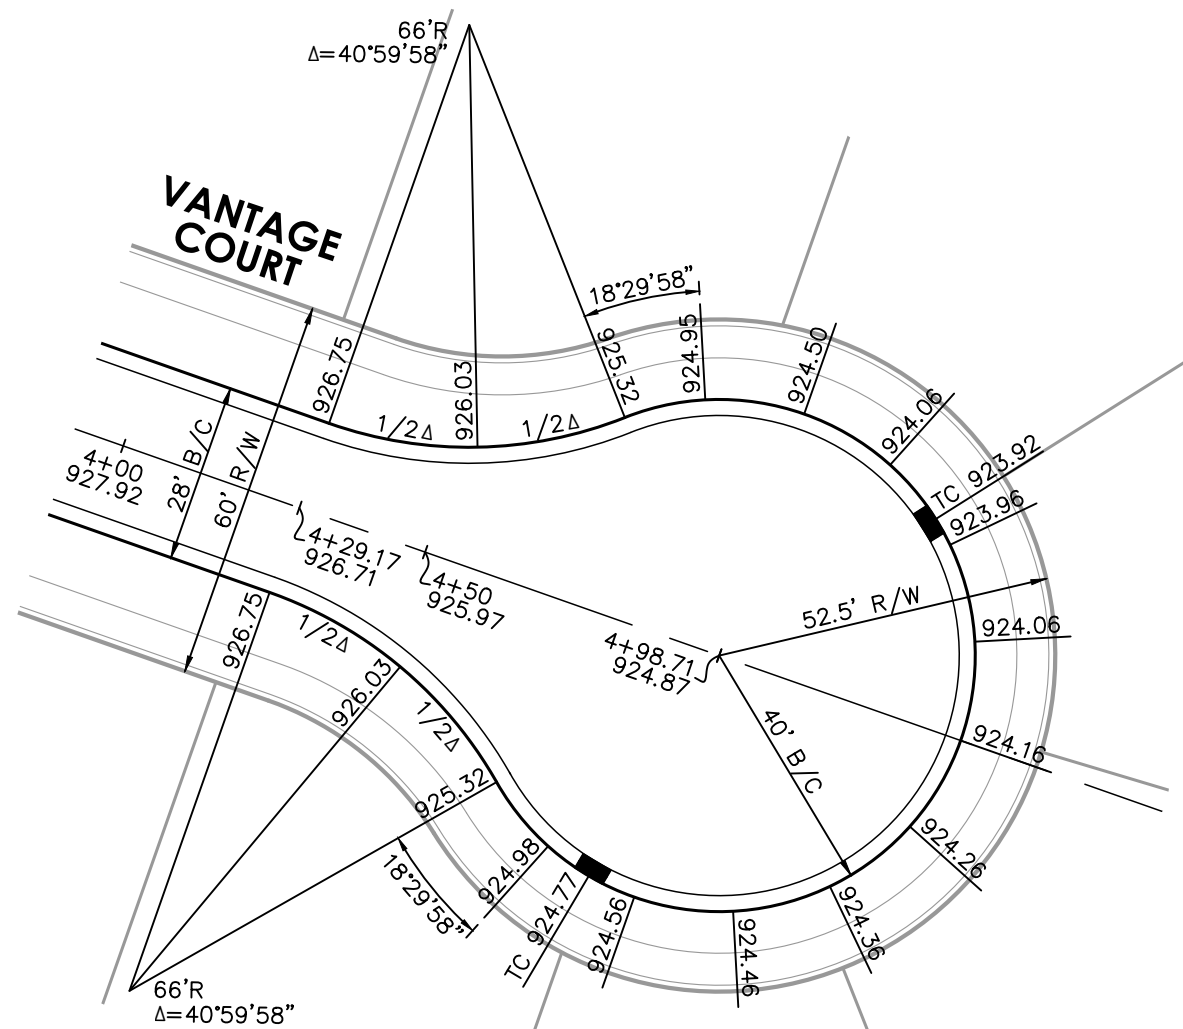 66'R
Δ=40°59'58"
VANTAGE
COURT
18°29'58"
926.75
926.03
925.32
924.95
924.50
924.06
TC 923.92
923.96
1/2Δ
1/2Δ
28' B/C
60' R/W
4+00
927.92
4+29.17
926.71
4+50
925.97
4+98.71
924.87
52.5' R/W
40' B/C
924.06
924.16
924.26
924.36
924.46
924.56
TC 924.77
924.98
925.32
926.03
926.75
1/2Δ
1/2Δ
18°29'58"
66'R
Δ=40°59'58"